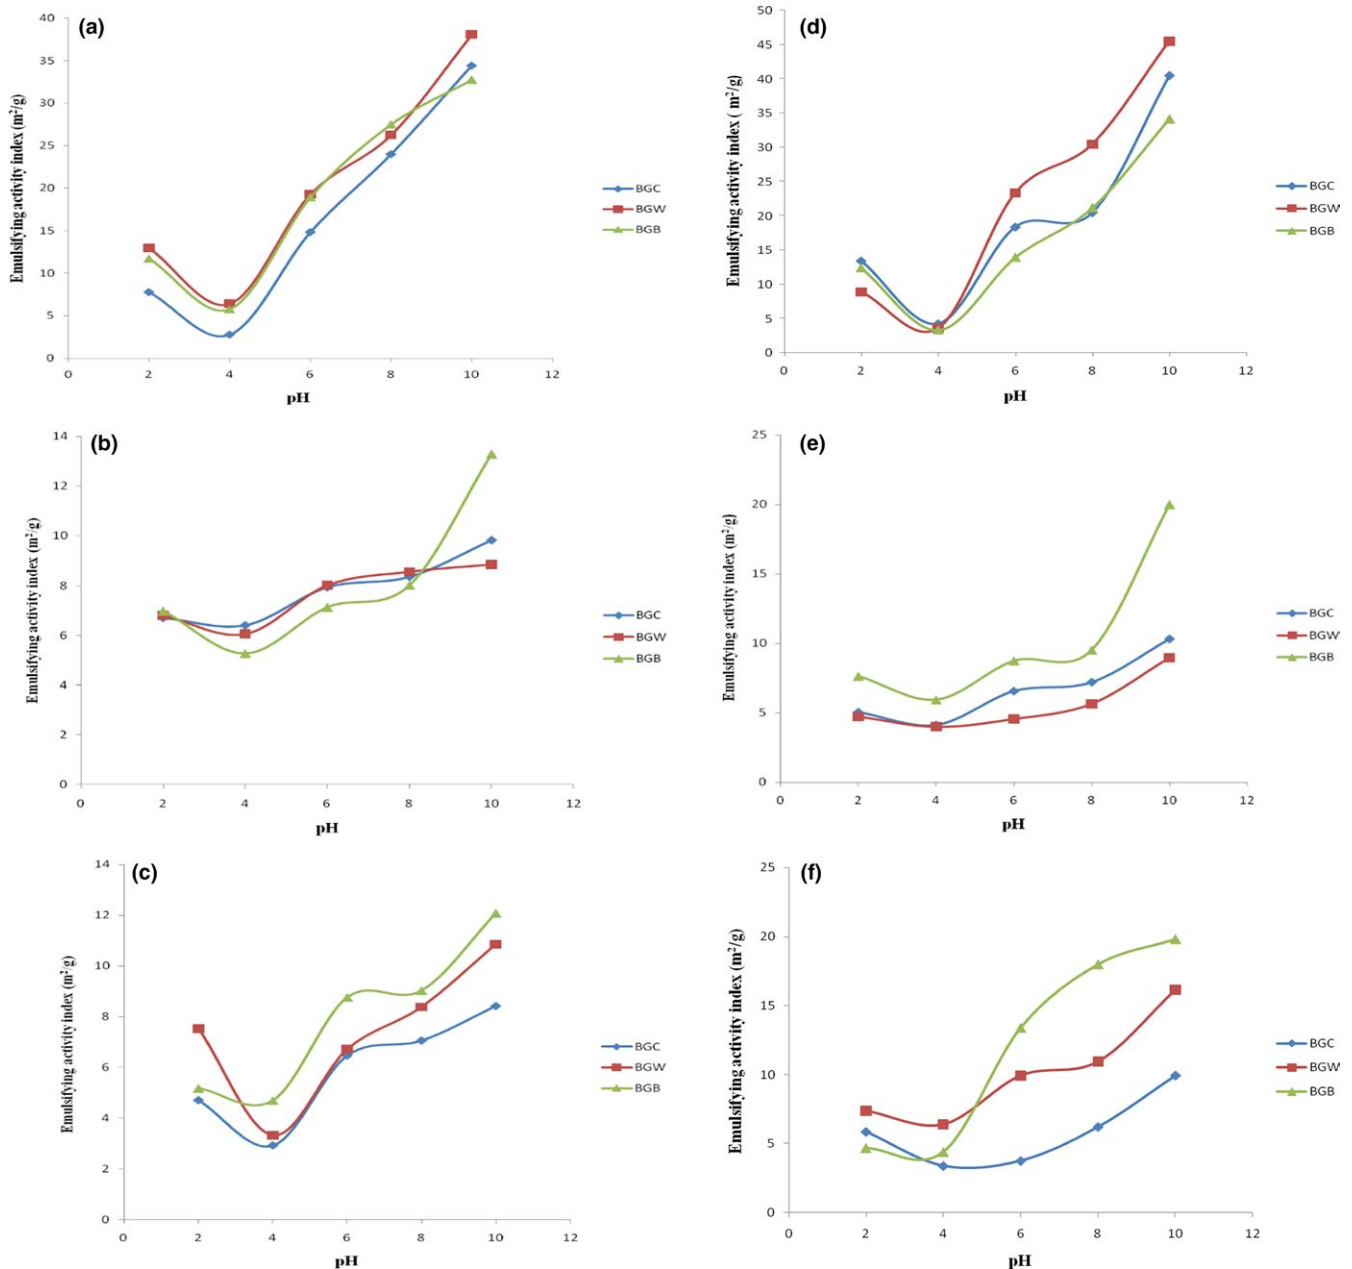 (a)
Emulsifying activity index (m²/g)
40
35
30
25
20
15
10
5
0
0 2 4 6 8 10 12
pH
BGC
BGW
BGB
(d)
Emulsifying activity index ( m²/g)
50
45
40
35
30
25
20
15
10
5
0
0 2 4 6 8 10 12
pH
BGC
BGW
BGB
(b)
Emulsifying activity index (m²/g)
14
12
10
8
6
4
2
0
0 2 4 6 8 10 12
pH
BGC
BGW
BGB
(e)
Emulsifying activity index (m²/g)
25
20
15
10
5
0
0 2 4 6 8 10 12
pH
BGC
BGW
BGB
(c)
Emulsifying activity index (m²/g)
14
12
10
8
6
4
2
0
0 2 4 6 8 10 12
pH
BGC
BGW
BGB
(f)
Emulsifying activity index (m²/g)
25
20
15
10
5
0
0 2 4 6 8 10 12
pH
BGC
BGW
BGB